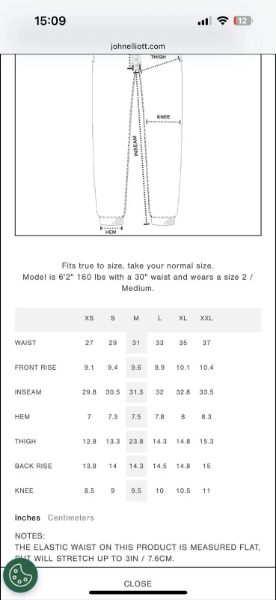 15:09
12
johnelliott.com
THIGH
KNEE
INSEAM
HEM
Fits true to size, take your normal size.
Model is 6'2" 160 lbs with a 30" waist and wears a size 2 /
Medium.
XS S M L XL XXL
WAIST 27 29 31 33 35 37
FRONT RISE 9.1 9.4 9.6 9.9 10.1 10.4
INSEAM 29.8 30.5 31.3 32 32.8 33.5
HEM 7 7.3 7.5 7.8 8 8.3
THIGH 12.8 13.3 23.8 14.3 14.8 15.3
BACK RISE 13.8 14 14.3 14.5 14.8 15
KNEE 8.5 9 9.5 10 10.5 11
Inches Centimeters
NOTES:
THE ELASTIC WAIST ON THIS PRODUCT IS MEASURED FLAT,
BUT WILL STRETCH UP TO 3IN / 7.6CM.
CLOSE